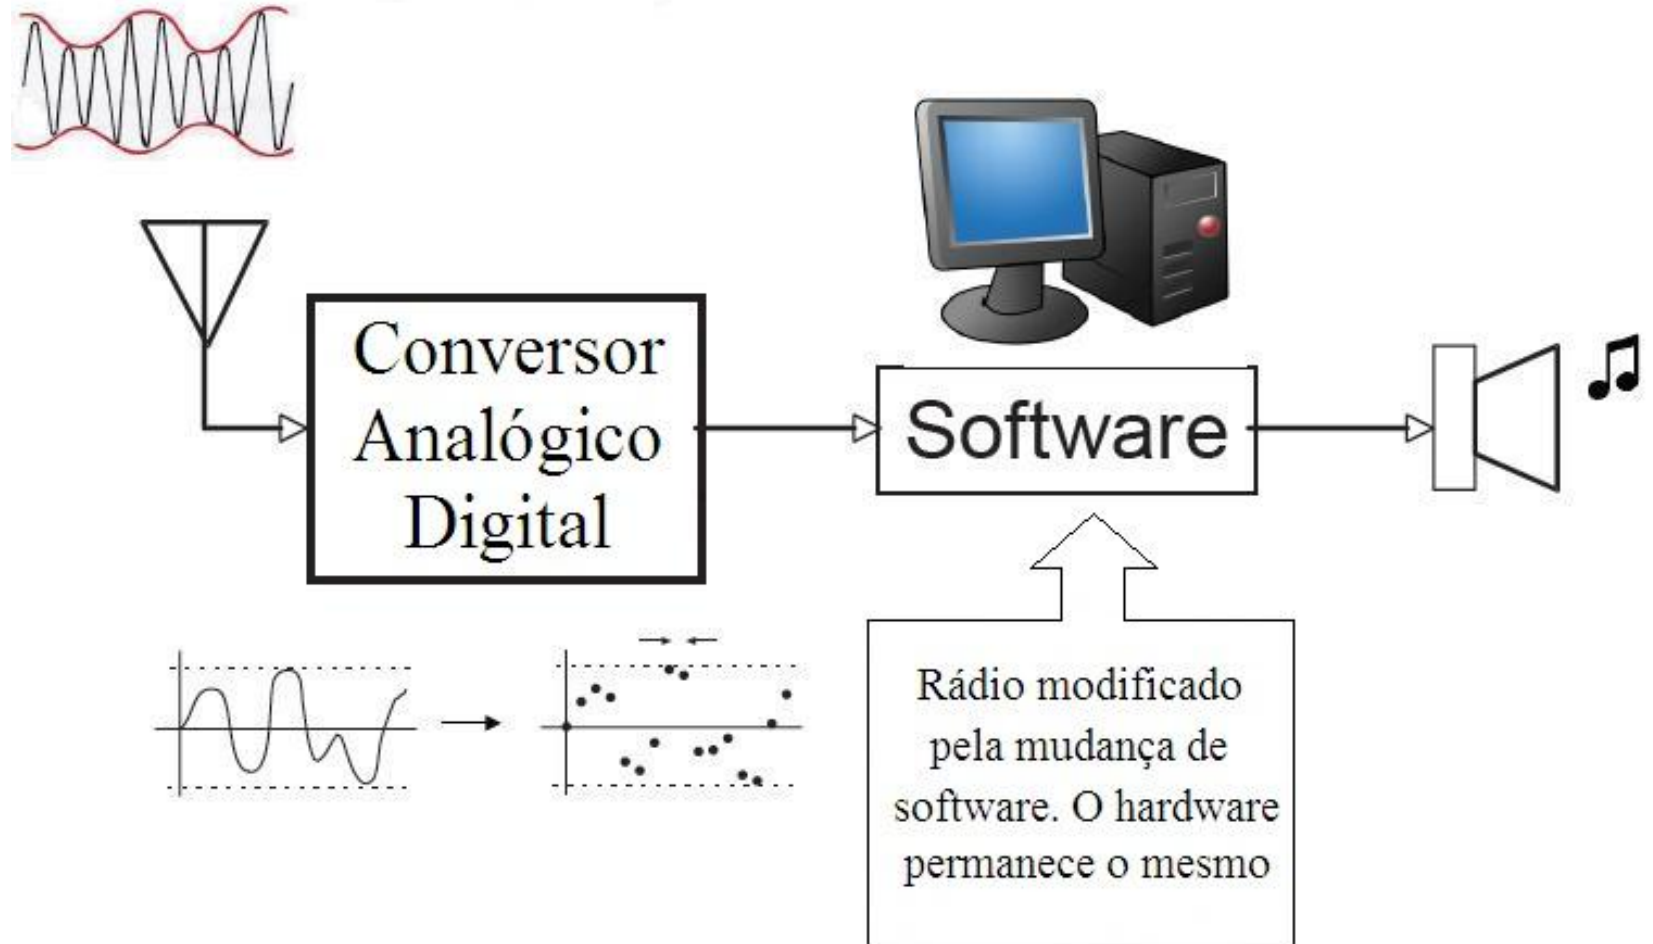 Conversor
Analógico
Digital
Software
Rádio modificado
pela mudança de
software. O hardware
permanece o mesmo